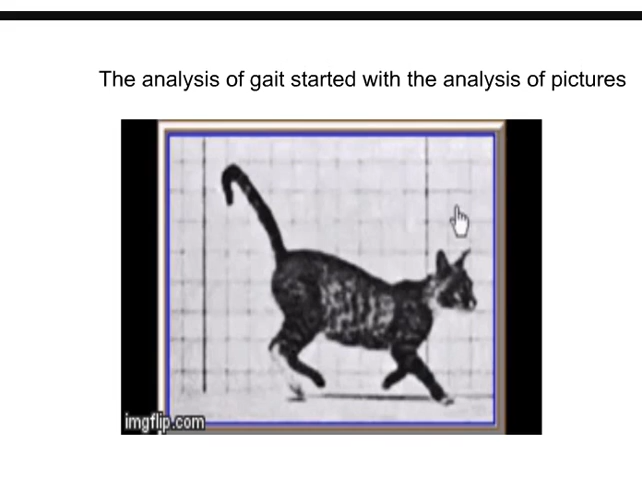 The analysis of gait started with the analysis of pictures
imgflip.com